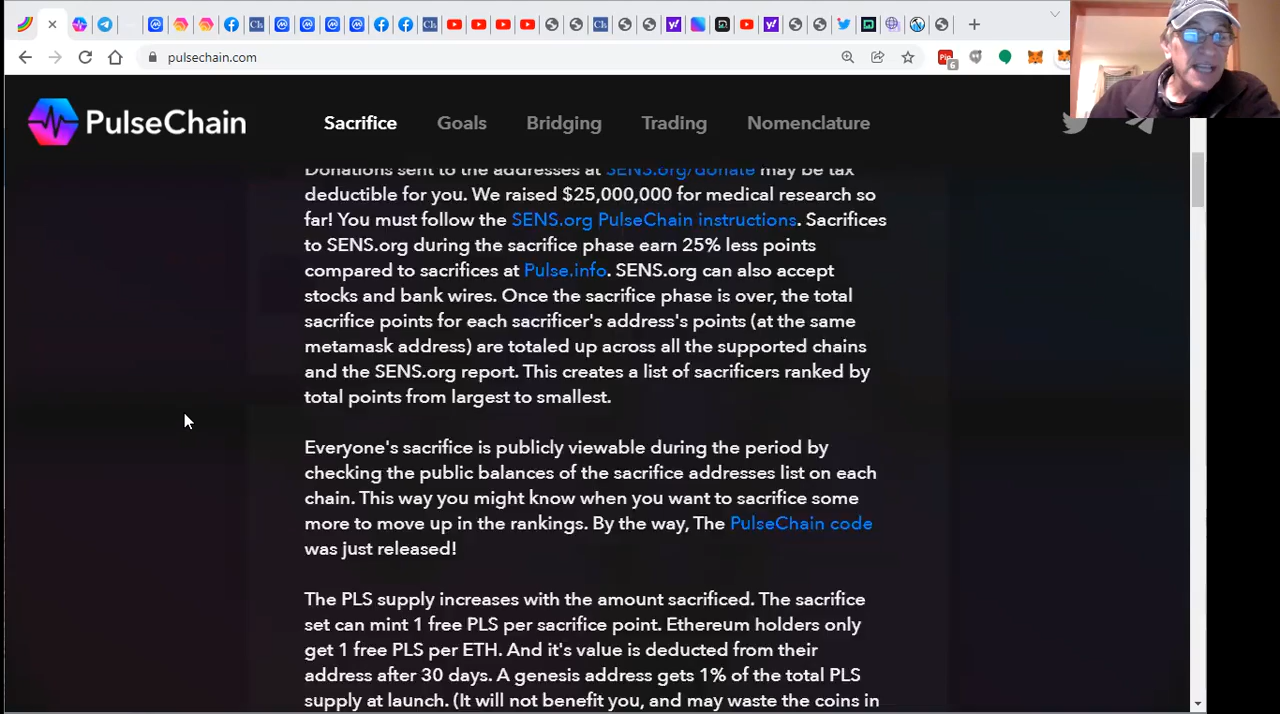 pulsechain.com
6
PulseChain
Sacrifice
Goals
Bridging
Trading
Nomenclature
Donations sent to the addresses at SENS.org/donate may be tax
deductible for you. We raised $25,000,000 for medical research so
far! You must follow the SENS.org PulseChain instructions. Sacrifices
to SENS.org during the sacrifice phase earn 25% less points
compared to sacrifices at Pulse.info. SENS.org can also accept
stocks and bank wires. Once the sacrifice phase is over, the total
sacrifice points for each sacrificer's address's points (at the same
metamask address) are totaled up across all the supported chains
and the SENS.org report. This creates a list of sacrificers ranked by
total points from largest to smallest.
Everyone's sacrifice is publicly viewable during the period by
checking the public balances of the sacrifice addresses list on each
chain. This way you might know when you want to sacrifice some
more to move up in the rankings. By the way, The PulseChain code
was just released!
The PLS supply increases with the amount sacrificed. The sacrifice
set can mint 1 free PLS per sacrifice point. Ethereum holders only
get 1 free PLS per ETH. And it's value is deducted from their
address after 30 days. A genesis address gets 1% of the total PLS
supply at launch. (It will not benefit you, and may waste the coins in